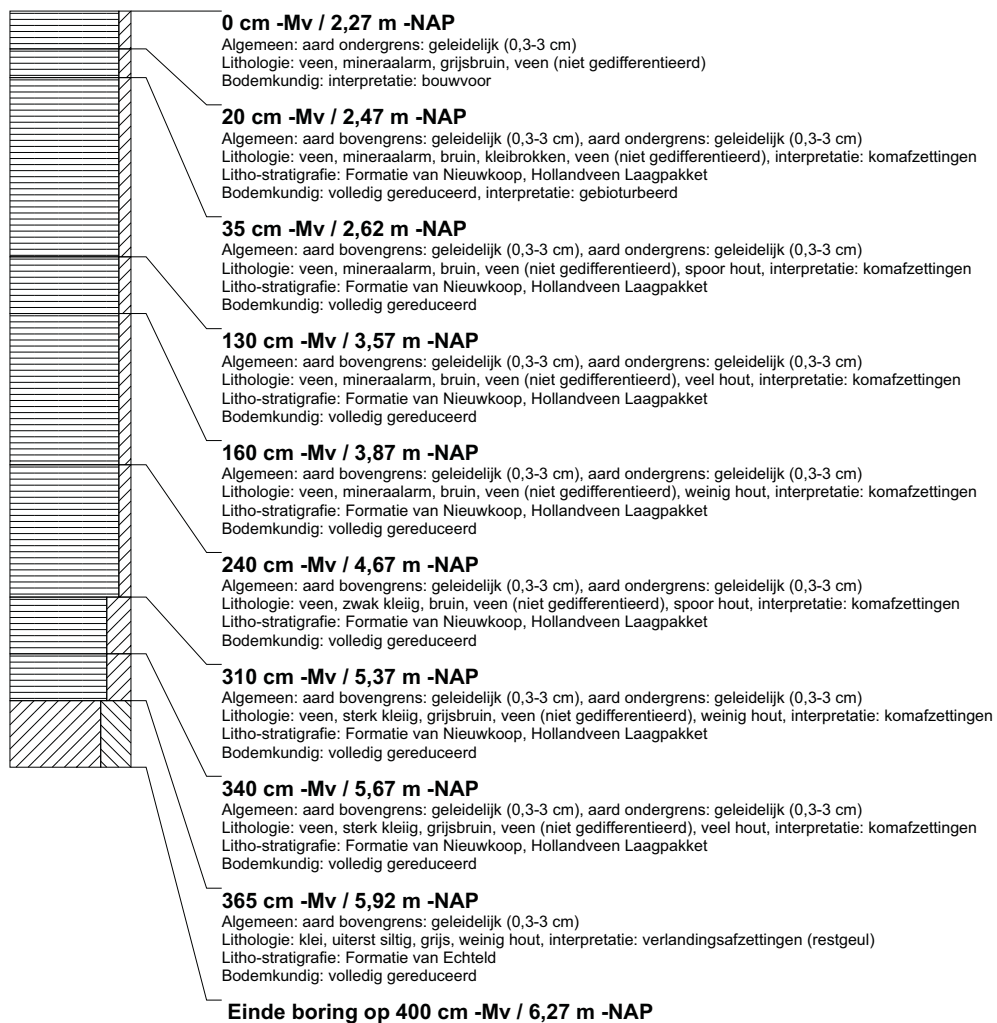 0 cm -Mv / 2,27 m -NAP
Algemeen: aard ondergrens: geleidelijk (0,3-3 cm)
Lithologie: veen, mineraalarm, grijsbruin, veen (niet gedifferentieerd)
Bodemkundig: interpretatie: bouwvoor
20 cm -Mv / 2,47 m -NAP
Algemeen: aard bovengrens: geleidelijk (0,3-3 cm), aard ondergrens: geleidelijk (0,3-3 cm)
Lithologie: veen, mineraalarm, bruin, kleibrokken, veen (niet gedifferentieerd), interpretatie: komafzettingen
Litho-stratigrafie: Formatie van Nieuwkoop, Hollandveen Laagpakket
Bodemkundig: volledig gereduceerd, interpretatie: gebioturbeerd
35 cm -Mv / 2,62 m -NAP
Algemeen: aard bovengrens: geleidelijk (0,3-3 cm), aard ondergrens: geleidelijk (0,3-3 cm)
Lithologie: veen, mineraalarm, bruin, veen (niet gedifferentieerd), spoor hout, interpretatie: komafzettingen
Litho-stratigrafie: Formatie van Nieuwkoop, Hollandveen Laagpakket
Bodemkundig: volledig gereduceerd
130 cm -Mv / 3,57 m -NAP
Algemeen: aard bovengrens: geleidelijk (0,3-3 cm), aard ondergrens: geleidelijk (0,3-3 cm)
Lithologie: veen, mineraalarm, bruin, veen (niet gedifferentieerd), veel hout, interpretatie: komafzettingen
Litho-stratigrafie: Formatie van Nieuwkoop, Hollandveen Laagpakket
Bodemkundig: volledig gereduceerd
160 cm -Mv / 3,87 m -NAP
Algemeen: aard bovengrens: geleidelijk (0,3-3 cm), aard ondergrens: geleidelijk (0,3-3 cm)
Lithologie: veen, mineraalarm, bruin, veen (niet gedifferentieerd), weinig hout, interpretatie: komafzettingen
Litho-stratigrafie: Formatie van Nieuwkoop, Hollandveen Laagpakket
Bodemkundig: volledig gereduceerd
240 cm -Mv / 4,67 m -NAP
Algemeen: aard bovengrens: geleidelijk (0,3-3 cm), aard ondergrens: geleidelijk (0,3-3 cm)
Lithologie: veen, zwak kleiig, bruin, veen (niet gedifferentieerd), spoor hout, interpretatie: komafzettingen
Litho-stratigrafie: Formatie van Nieuwkoop, Hollandveen Laagpakket
Bodemkundig: volledig gereduceerd
310 cm -Mv / 5,37 m -NAP
Algemeen: aard bovengrens: geleidelijk (0,3-3 cm), aard ondergrens: geleidelijk (0,3-3 cm)
Lithologie: veen, sterk kleiig, grijsbruin, veen (niet gedifferentieerd), weinig hout, interpretatie: komafzettingen
Litho-stratigrafie: Formatie van Nieuwkoop, Hollandveen Laagpakket
Bodemkundig: volledig gereduceerd
340 cm -Mv / 5,67 m -NAP
Algemeen: aard bovengrens: geleidelijk (0,3-3 cm), aard ondergrens: geleidelijk (0,3-3 cm)
Lithologie: veen, sterk kleiig, grijsbruin, veen (niet gedifferentieerd), veel hout, interpretatie: komafzettingen
Litho-stratigrafie: Formatie van Nieuwkoop, Hollandveen Laagpakket
Bodemkundig: volledig gereduceerd
365 cm -Mv / 5,92 m -NAP
Algemeen: aard bovengrens: geleidelijk (0,3-3 cm)
Lithologie: klei, uiterst siltig, grijs, weinig hout, interpretatie: verlandingsafzettingen (restgeul)
Litho-stratigrafie: Formatie van Echteld
Bodemkundig: volledig gereduceerd
Einde boring op 400 cm -Mv / 6,27 m -NAP